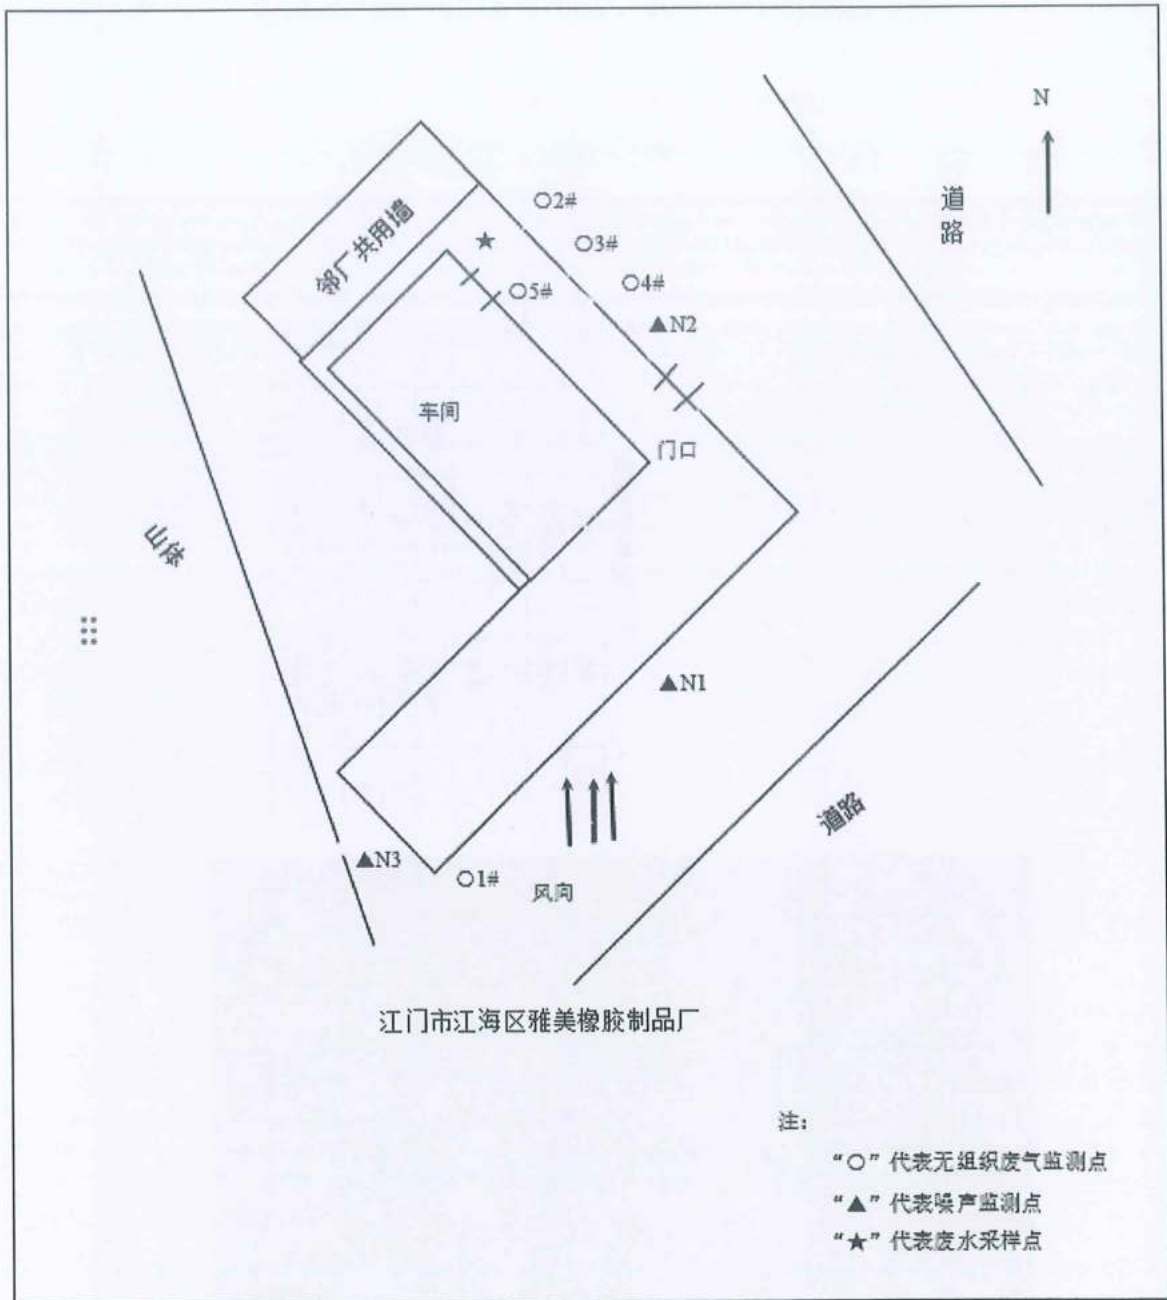 N
道路
○2#
○3#
○4#
○5#
邻厂共用墙
▲N2
车间
门口
山体
▲N1
道路
▲N3
○1#
风向
江门市江海区雅美橡胶制品厂
注:
“○”代表无组织废气监测点
“▲”代表噪声监测点
“★”代表废水采样点